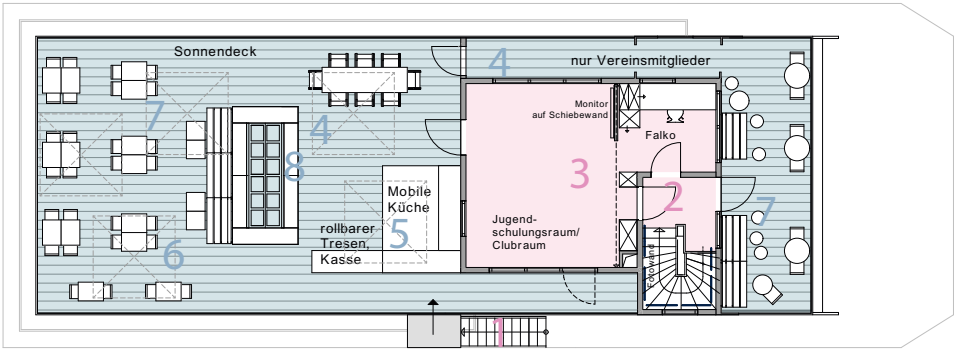 Sonnendeck
4
nur Vereinsmitglieder
7
4
Monitor
auf Schiebewand
Falko
8
3
Mobile
Küche
2
7
5
rollbarer
Tresen,
Kasse
Jugend-
schulungsraum/
Clubraum
6
Fotowand
1